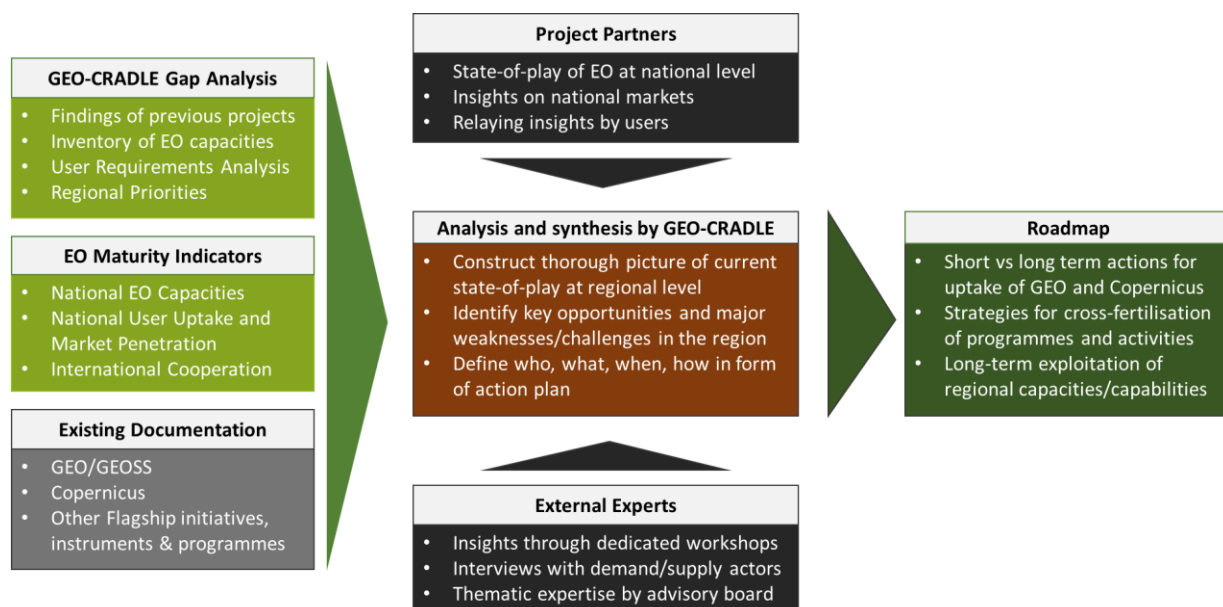 GEO-CRADLE Gap Analysis
• Findings of previous projects
• Inventory of EO capacities
• User Requirements Analysis
• Regional Priorities
EO Maturity Indicators
• National EO Capacities
• National User Uptake and
Market Penetration
• International Cooperation
Existing Documentation
• GEO/GEOSS
• Copernicus
• Other Flagship initiatives,
instruments & programmes
Project Partners
• State-of-play of EO at national level
• Insights on national markets
• Relaying insights by users
Analysis and synthesis by GEO-CRADLE
• Construct thorough picture of current
state-of-play at regional level
• Identify key opportunities and major
weaknesses/challenges in the region
• Define who, what, when, how in form
of action plan
External Experts
• Insights through dedicated workshops
• Interviews with demand/supply actors
• Thematic expertise by advisory board
Roadmap
• Short vs long term actions for
uptake of GEO and Copernicus
• Strategies for cross-fertilisation
of programmes and activities
• Long-term exploitation of
regional capacities/capabilities